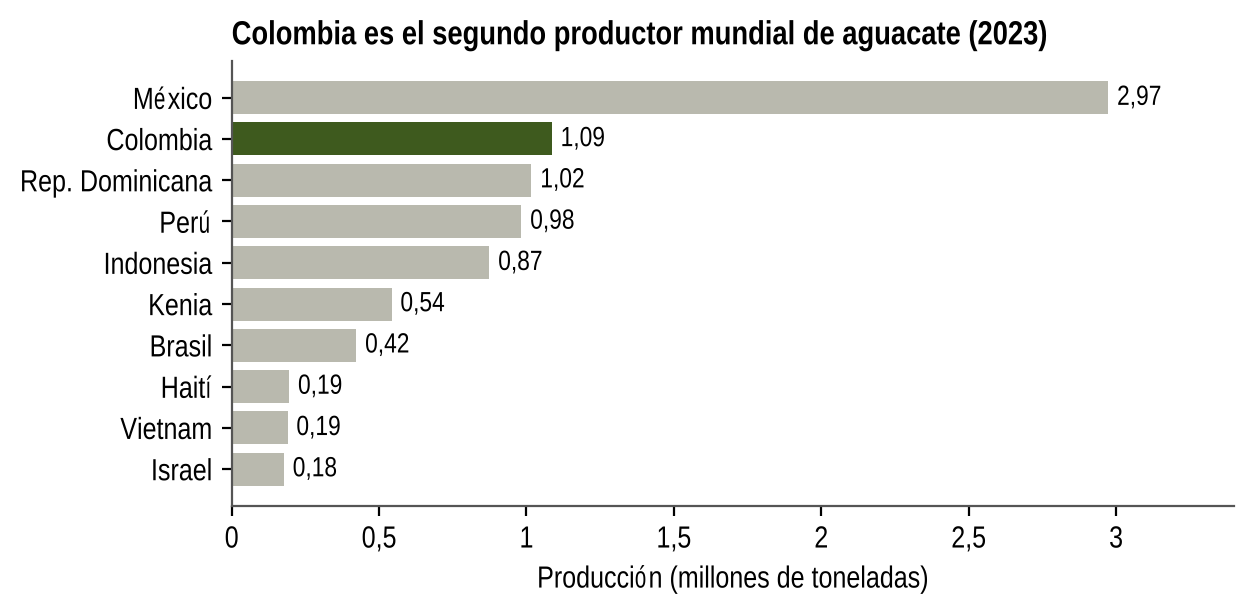 Colombia es el segundo productor mundial de aguacate (2023)
México 2,97
Colombia 1,09
Rep. Dominicana 1,02
Perú 0,98
Indonesia 0,87
Kenia 0,54
Brasil 0,42
Haití 0,19
Vietnam 0,19
Israel 0,18
0 0,5 1 1,5 2 2,5 3
Producción (millones de toneladas)